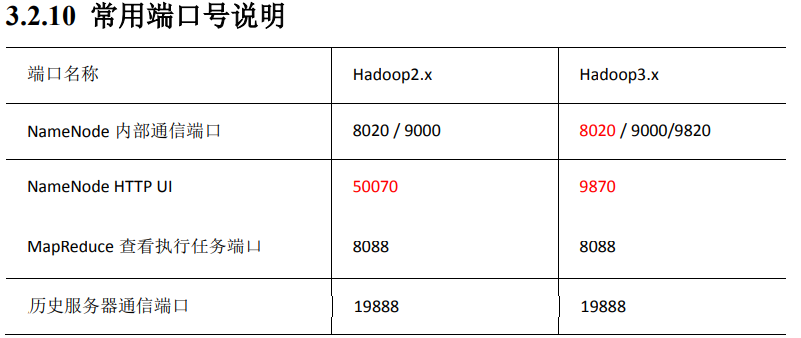 3.2.10 常用端口号说明
端口名称 Hadoop2.x Hadoop3.x
NameNode 内部通信端口 8020 / 9000 8020 / 9000/9820
NameNode HTTP UI 50070 9870
MapReduce 查看执行任务端口 8088 8088
历史服务器通信端口 19888 19888